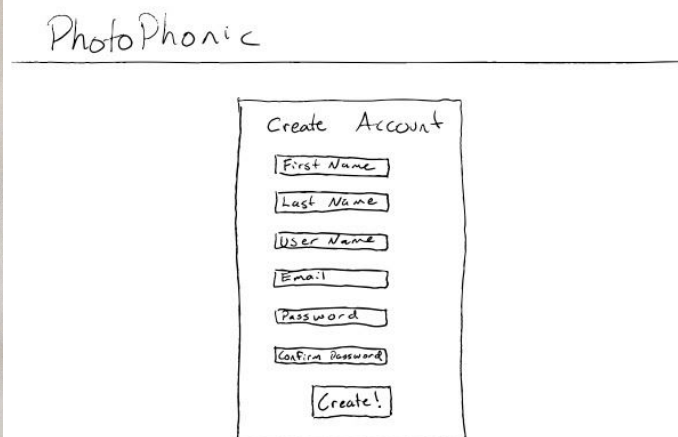 PhotoPhonic
Create Account
First Name
Last Name
User Name
Email
Password
Confirm Password
Create!